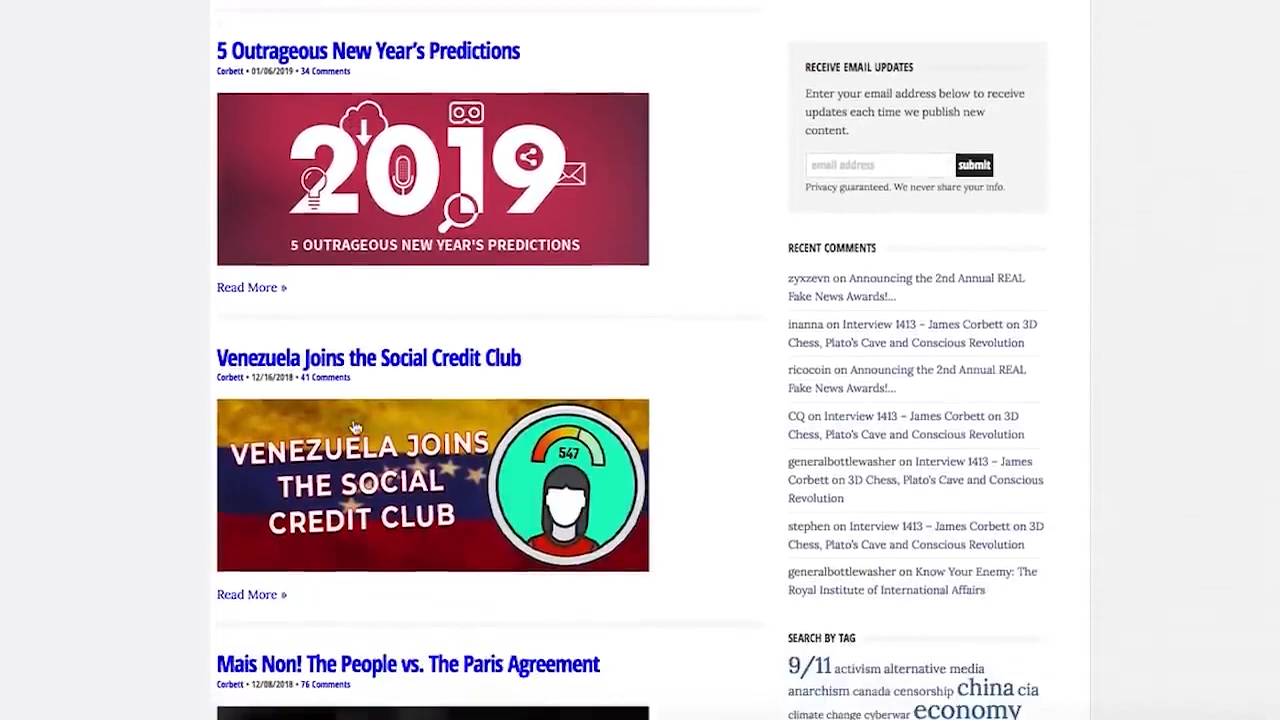 5 Outrageous New Year's Predictions
Corbett • 01/06/2019 • 34 Comments
2019
5 OUTRAGEOUS NEW YEAR'S PREDICTIONS
Read More »
Venezuela Joins the Social Credit Club
Corbett • 12/16/2018 • 41 Comments
VENEZUELA JOINS
THE SOCIAL
CREDIT CLUB
547
Read More »
Mais Non! The People vs. The Paris Agreement
Corbett • 12/08/2018 • 76 Comments
RECEIVE EMAIL UPDATES
Enter your email address below to receive
updates each time we publish new
content.
email address
submit
Privacy guaranteed. We never share your info.
RECENT COMMENTS
zyxzevn on Announcing the 2nd Annual REAL
Fake News Awards!...
inanna on Interview 1413 – James Corbett on 3D
Chess, Plato's Cave and Conscious Revolution
ricocoin on Announcing the 2nd Annual REAL
Fake News Awards!...
CQ on Interview 1413 – James Corbett on 3D
Chess, Plato's Cave and Conscious Revolution
generalbottlewasher on Interview 1413 – James
Corbett on 3D Chess, Plato's Cave and Conscious
Revolution
stephen on Interview 1413 – James Corbett on 3D
Chess, Plato's Cave and Conscious Revolution
generalbottlewasher on Know Your Enemy: The
Royal Institute of International Affairs
SEARCH BY TAG
9/11 activism alternative media
anarchism canada censorship china cia
climate change cyberwar economy